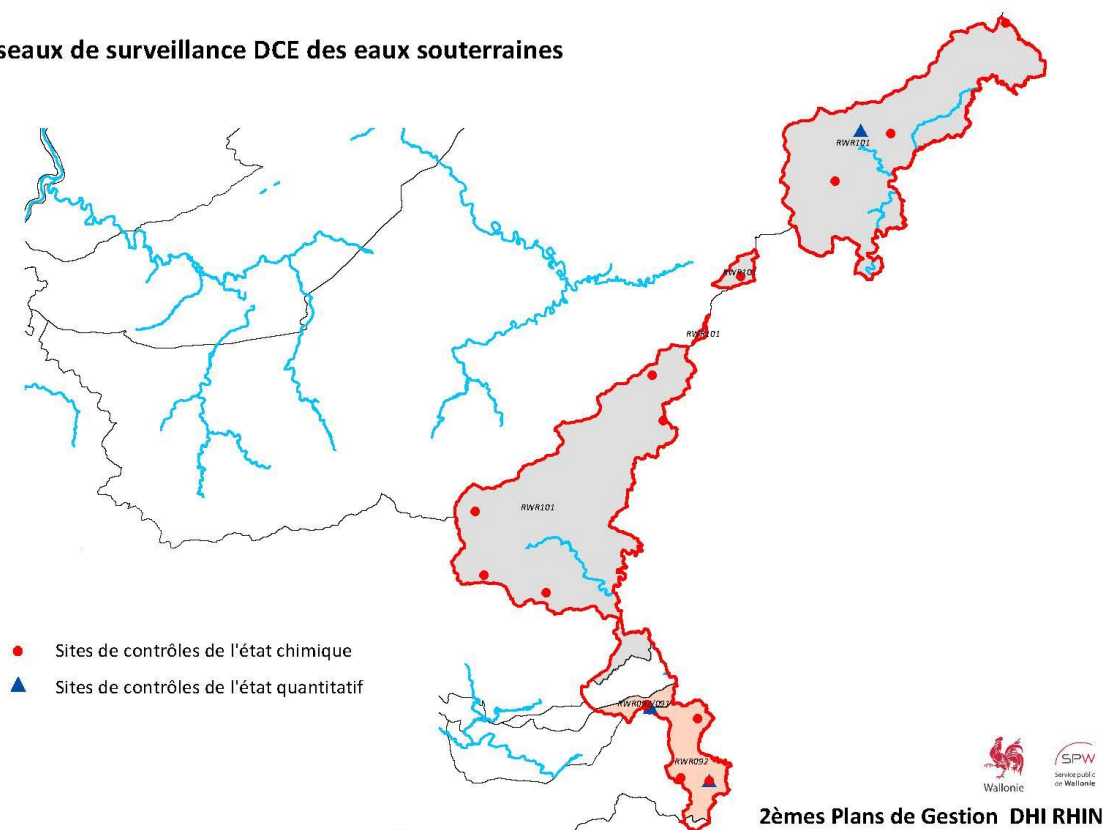 seaux de surveillance DCE des eaux souterraines
RWR101
RWR101
RWR101
Sites de contrôles de l'état chimique
Sites de contrôles de l'état quantitatif
RWR092
Wallonie
SPW
Service public
de Wallonie
2èmes Plans de Gestion DHI RHIN